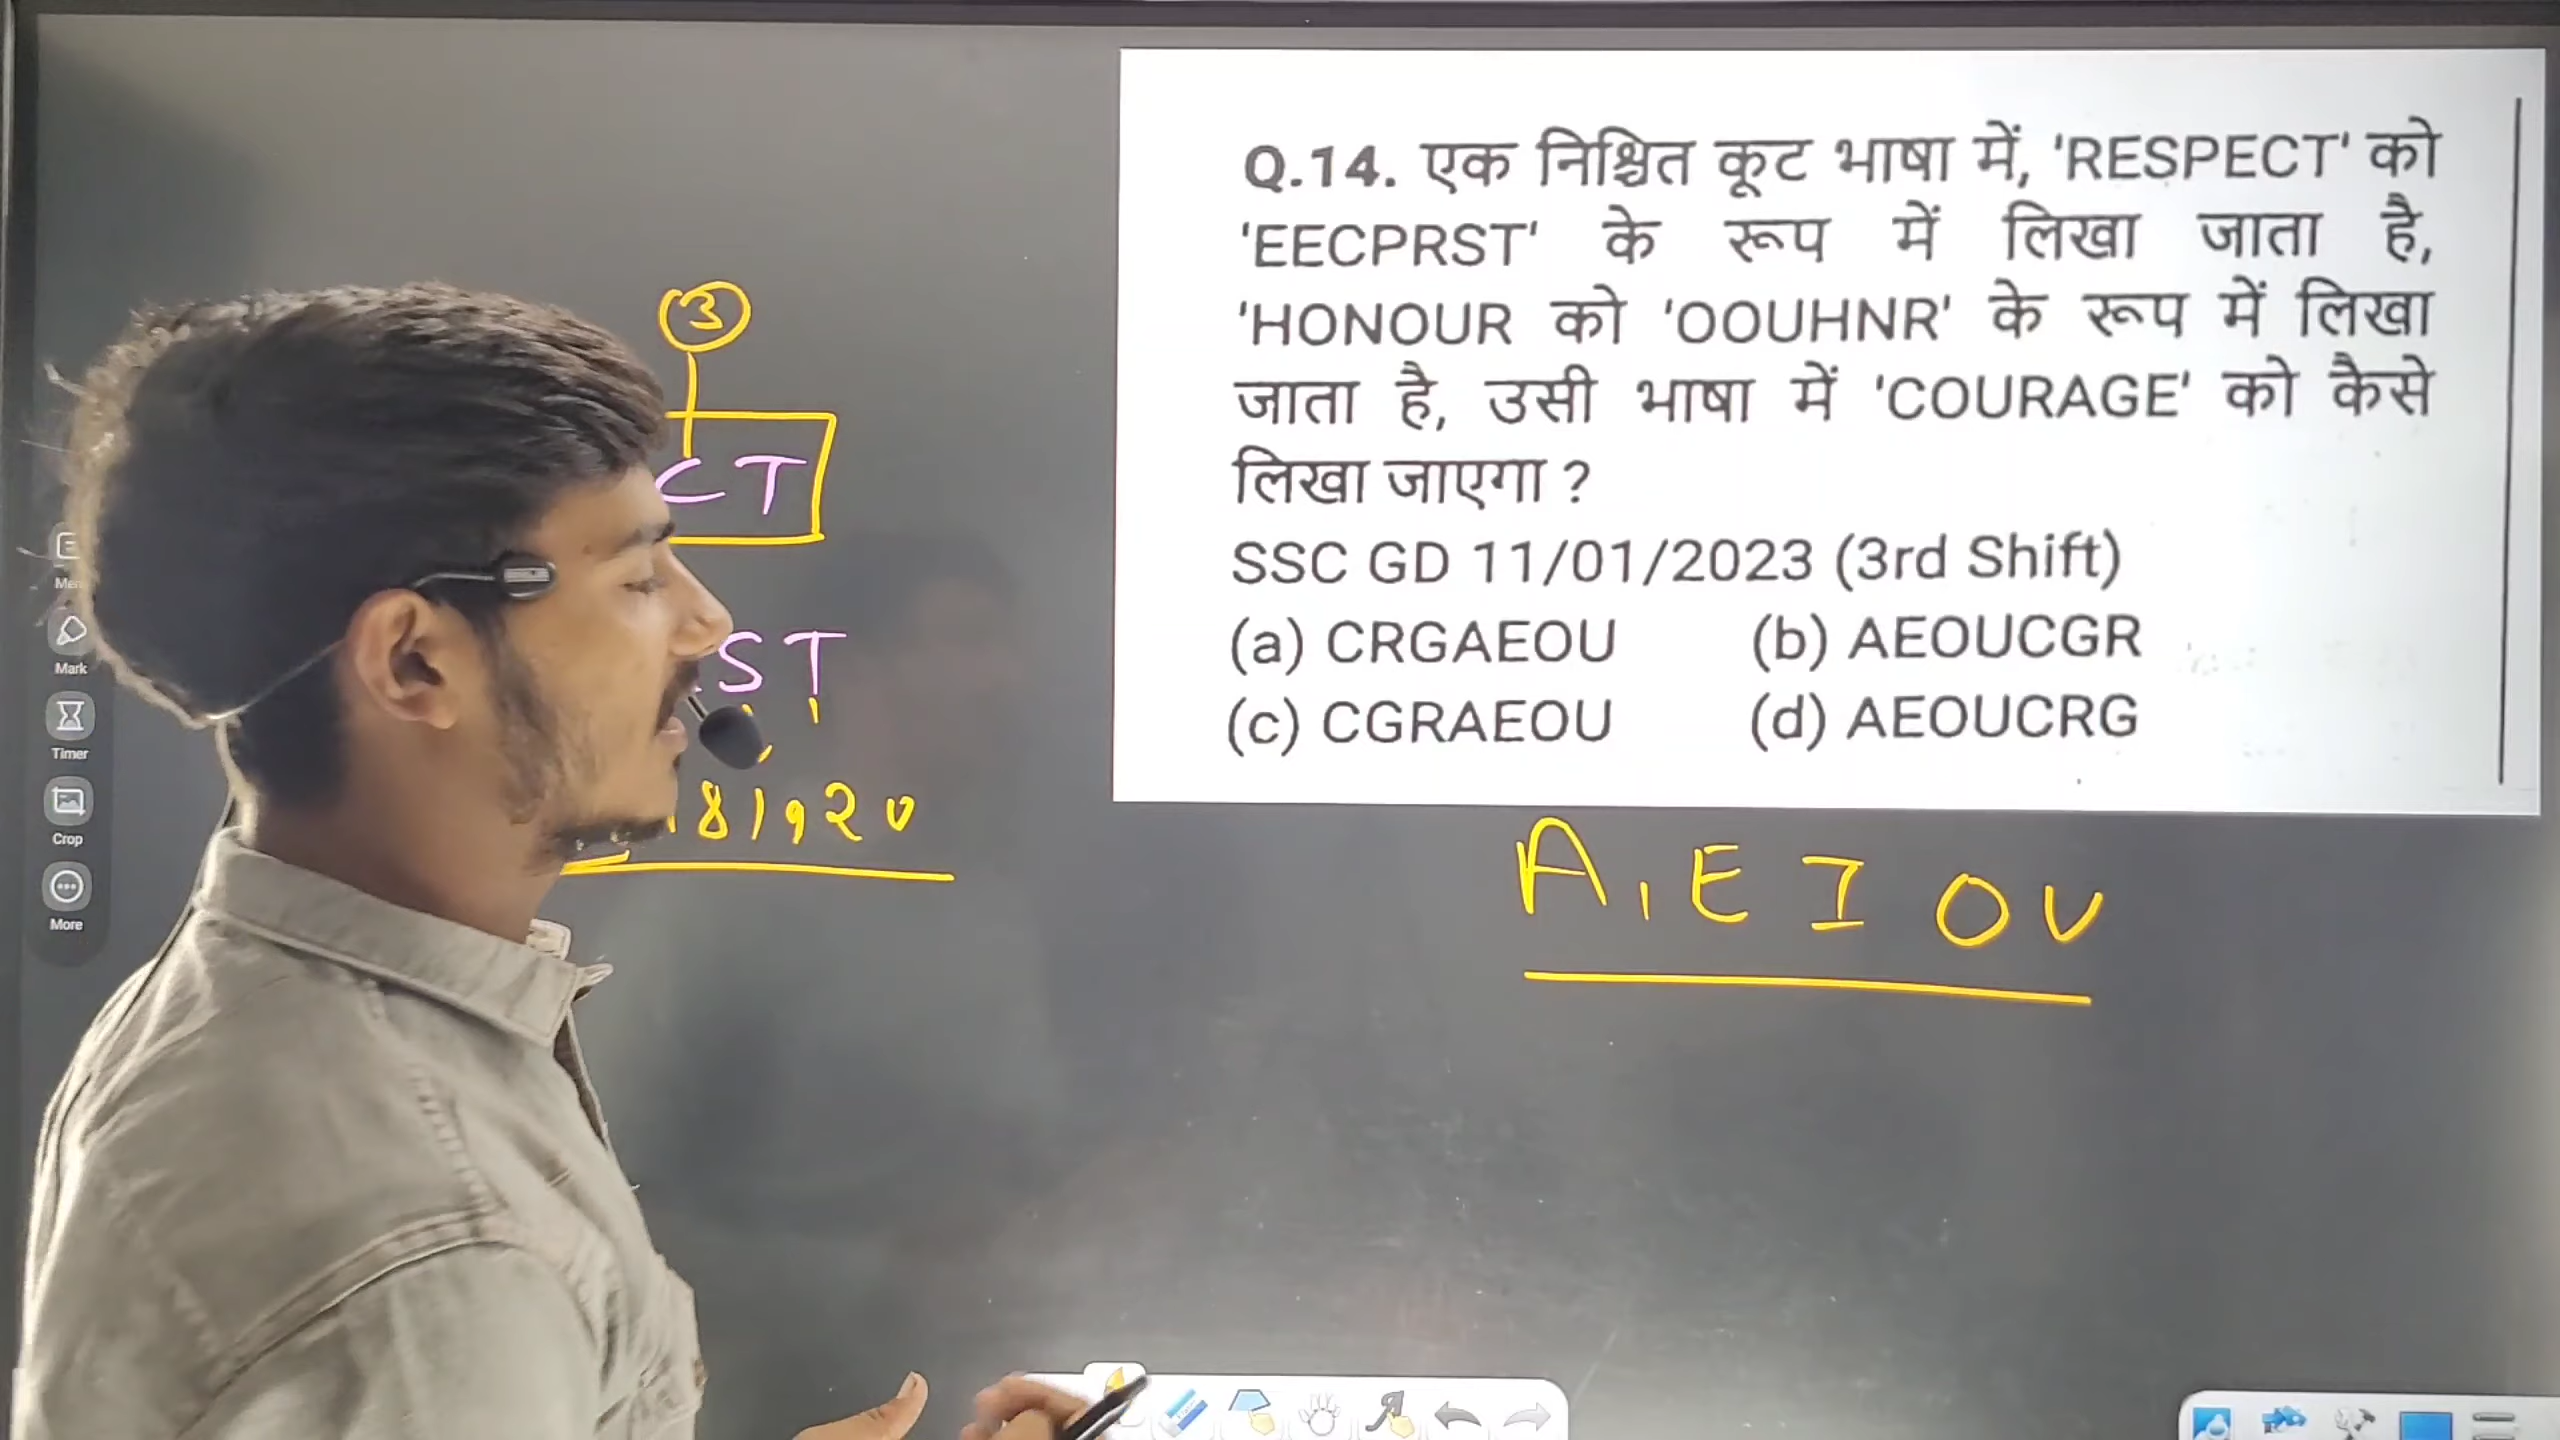 Q.14. एक निश्चित कूट भाषा में, 'RESPECT' को
'EECPRST' के रूप में लिखा जाता है,
'HONOUR को 'OOUHNR' के रूप में लिखा
जाता है, उसी भाषा में 'COURAGE' को कैसे
लिखा जाएगा ?
SSC GD 11/01/2023 (3rd Shift)
(a) CRGAEOU (b) AEOUCGR
(c) CGRAEOU (d) AEOUCRG
A, E I O U
3
CT
ST
181920
Mark
Timer
Crop
More